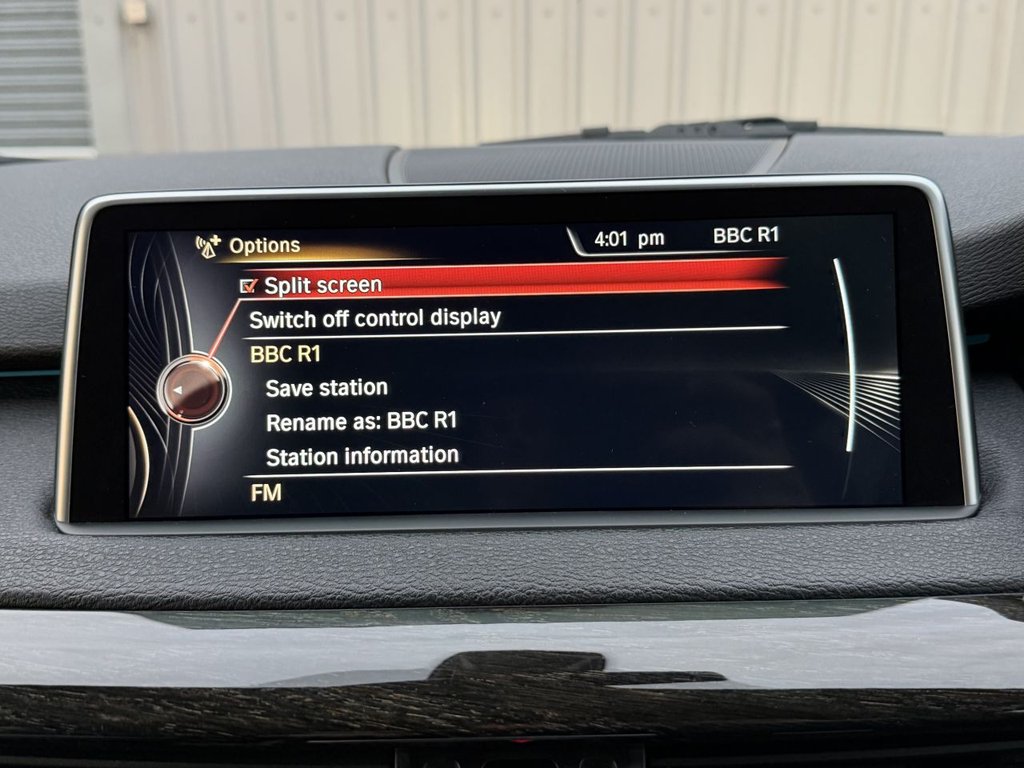 Options
4:01 pm
BBC R1
Split screen
Switch off control display
BBC R1
Save station
Rename as: BBC R1
Station information
FM